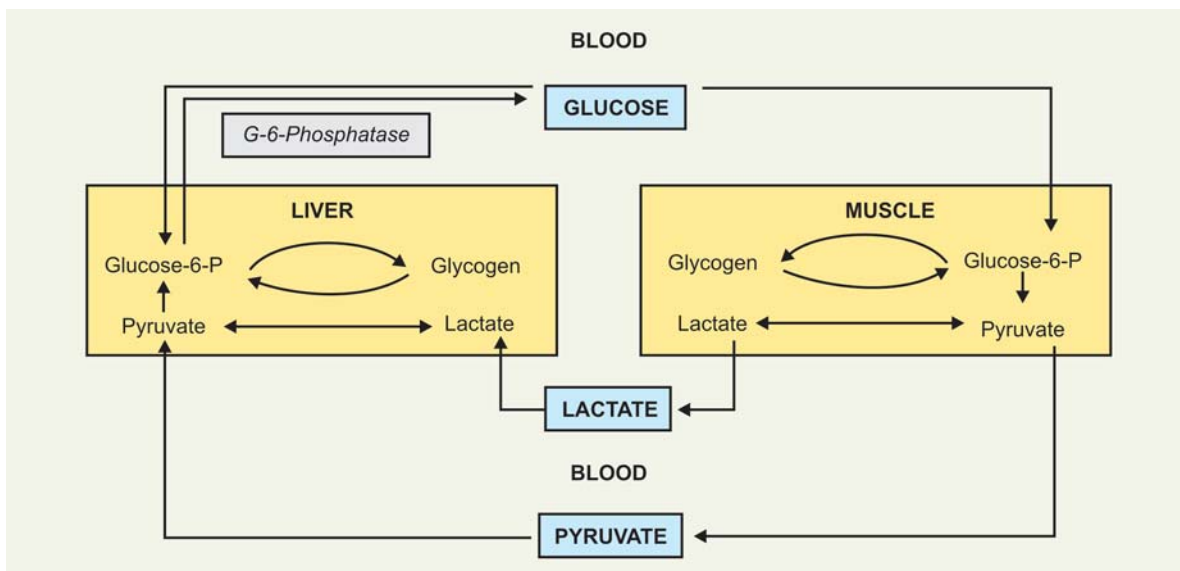 BLOOD
GLUCOSE
G-6-Phosphatase
LIVER
Glucose-6-P
Glycogen
Pyruvate
Lactate
MUSCLE
Glycogen
Glucose-6-P
Lactate
Pyruvate
LACTATE
BLOOD
PYRUVATE